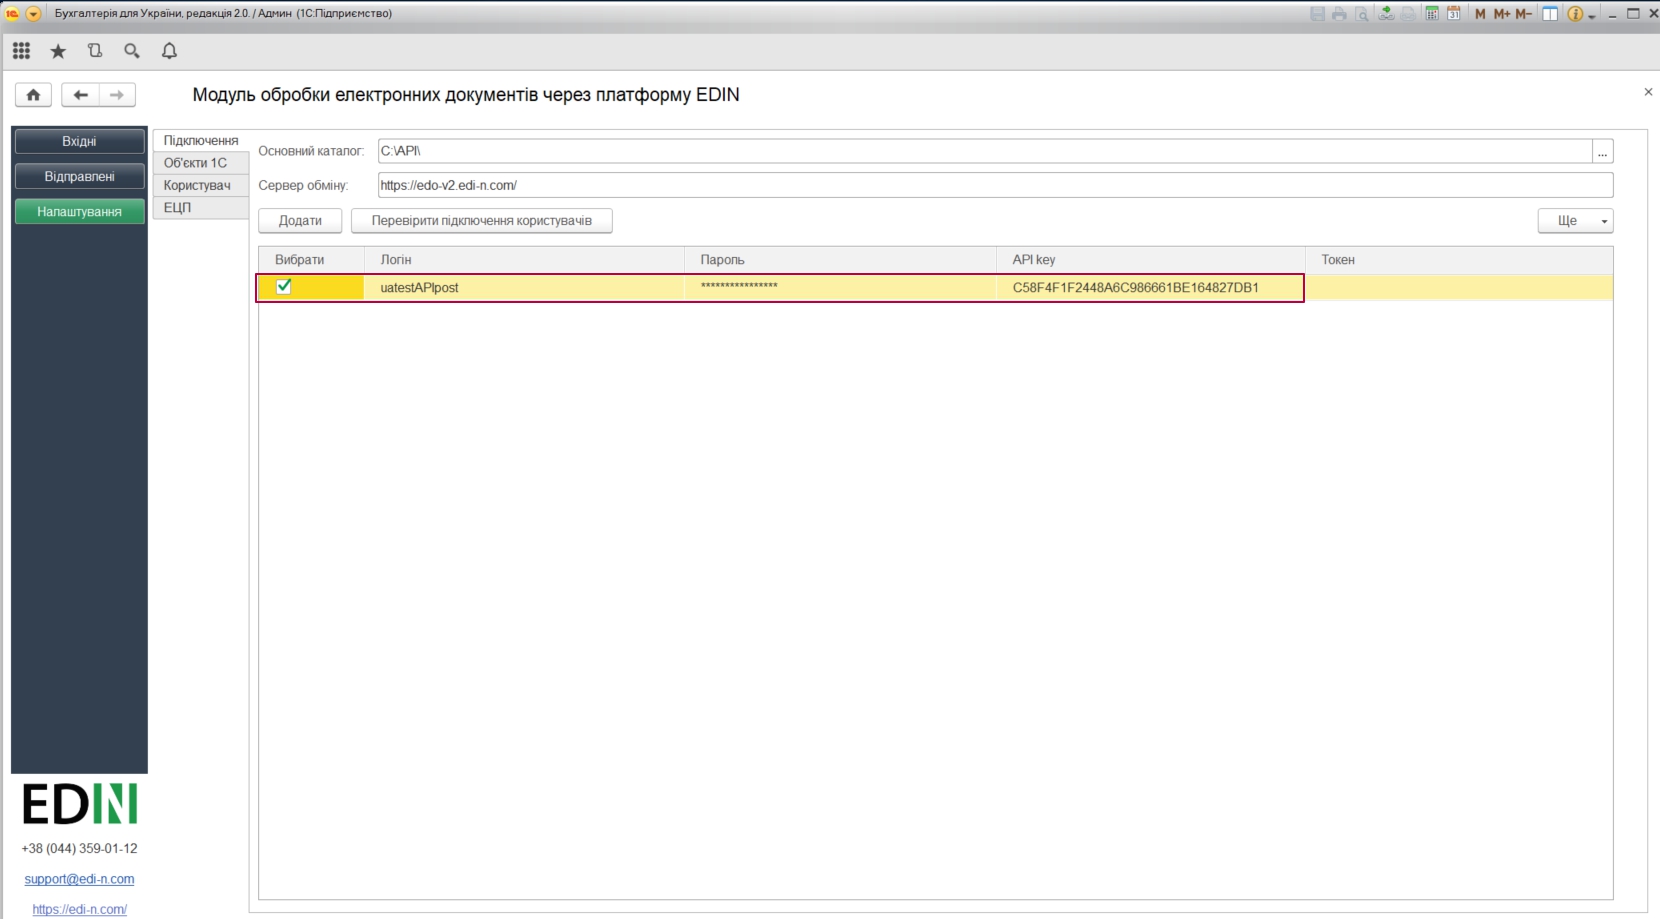 Бухгалтерія для України, редакція 2.0. / Админ (1С:Підприємство)
M M+ M−
31
Модуль обробки електронних документів через платформу EDIN
Вхідні
Відправлені
Налаштування
Підключення
Об'єкти 1С
Користувач
ЕЦП
Основний каталог: C:\API\ ...
Сервер обміну: https://edo-v2.edi-n.com/
Додати Перевірити підключення користувачів Ще
Вибрати Логін Пароль API key Токен
uatestAPIpost **************** C58F4F1F2448A6C986661BE164827DB1
EDIN
+38 (044) 359-01-12
support@edi-n.com
https://edi-n.com/